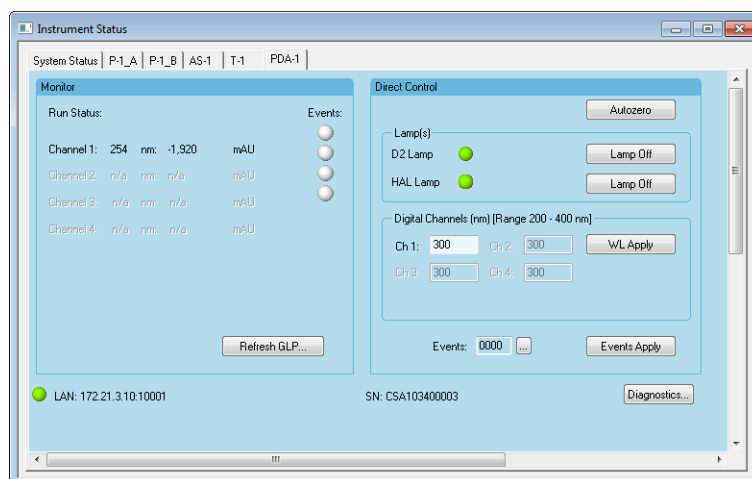 Instrument Status
System Status P-1_A P-1_B AS-1 T-1 PDA-1
Monitor
Run Status: Events:
Channel 1: 254 nm: -1,920 mAU
Channel 2: n/a nm: n/a mAU
Channel 3: n/a nm: n/a mAU
Channel 4: n/a nm: n/a mAU
Refresh GLP...
Direct Control
Autozero
Lamp(s)
D2 Lamp Lamp Off
HAL Lamp Lamp Off
Digital Channels (nm) [Range 200 - 400 nm]
Ch 1: 300 Ch 2: 300 WL Apply
Ch 3: 300 Ch 4: 300
Events: 0000 ... Events Apply
LAN: 172.21.3.10:10001 SN: CSA103400003 Diagnostics...